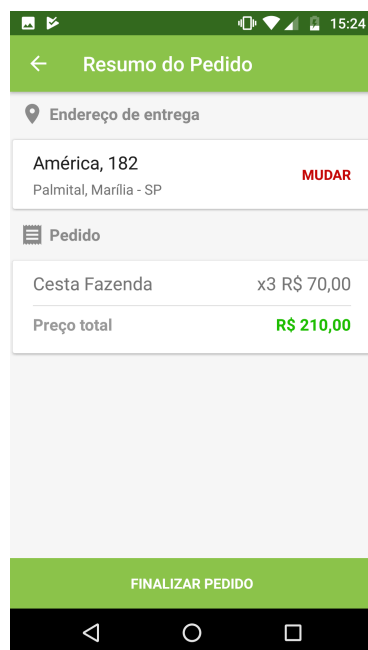 15:24
Resumo do Pedido
Endereço de entrega
América, 182
Palmital, Marília - SP
MUDAR
Pedido
Cesta Fazenda x3 R$ 70,00
Preço total R$ 210,00
FINALIZAR PEDIDO